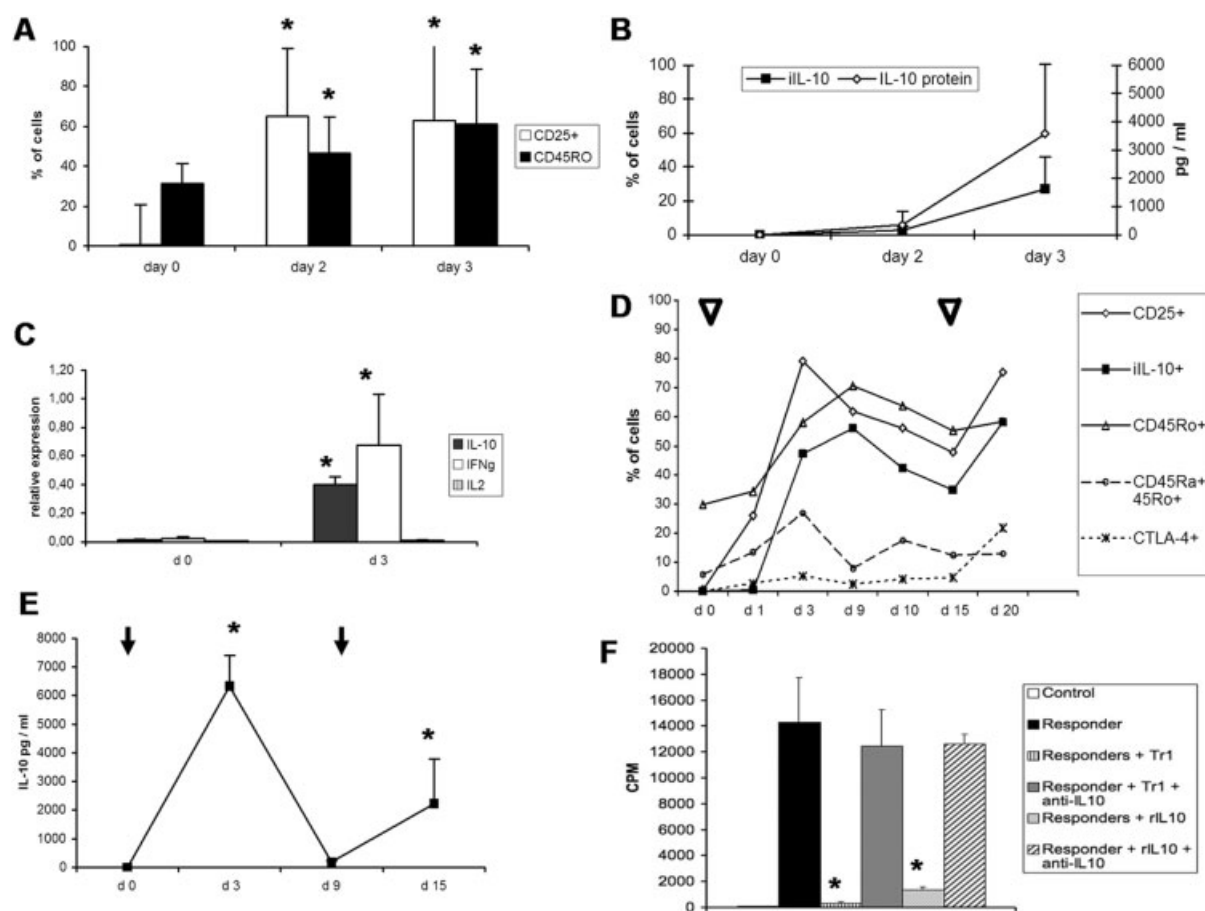 A
*
*
*
*
100
80
60
40
20
0
% of cells
day 0
day 2
day 3
CD25+
CD45RO
B
100
80
60
40
20
0
% of cells
iIL-10
IL-10 protein
6000
5000
4000
3000
2000
1000
0
pg / ml
day 0
day 2
day 3
C
1,20
1,00
0,80
0,60
0,40
0,20
0,00
relative expression
*
*
d 0
d 3
IL-10
IFNg
IL2
D
100
90
80
70
60
50
40
30
20
10
0
% of cells
d 0
d 1
d 3
d 9
d 10
d 15
d 20
CD25+
iIL-10+
CD45Ro+
CD45Ra+
45Ro+
CTLA-4+
E
8000
7000
6000
5000
4000
3000
2000
1000
0
IL-10 pg / ml
*
*
d 0
d 3
d 9
d 15
F
20000
18000
16000
14000
12000
10000
8000
6000
4000
2000
0
CPM
*
*
Control
Responder
Responders + Tr1
Responder + Tr1 +
anti-IL10
Responders + rIL10
Responder + rIL10 +
anti-IL10